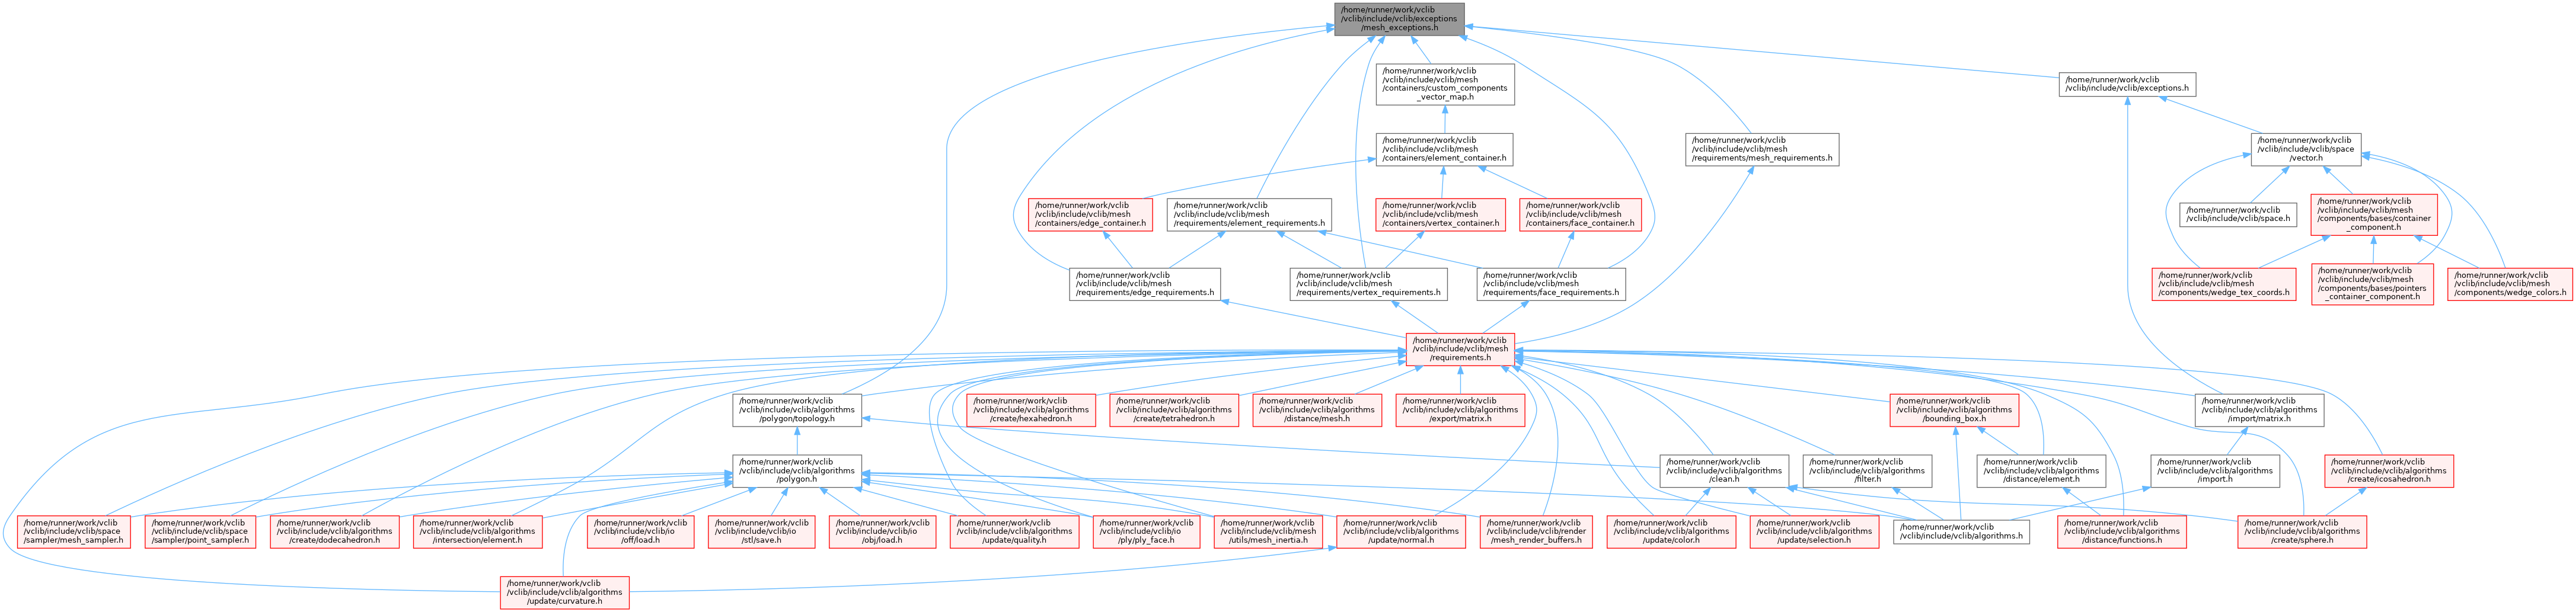 /home/runner/work/vclib
/vclib/include/vclib/exceptions
/mesh_exceptions.h
/home/runner/work/vclib
/vclib/include/vclib/mesh
/containers/custom_components
_vector_map.h
/home/runner/work/vclib
/vclib/include/vclib/exceptions.h
/home/runner/work/vclib
/vclib/include/vclib/mesh
/containers/element_container.h
/home/runner/work/vclib
/vclib/include/vclib/mesh
/requirements/mesh_requirements.h
/home/runner/work/vclib
/vclib/include/vclib/space
/vector.h
/home/runner/work/vclib
/vclib/include/vclib/mesh
/containers/edge_container.h
/home/runner/work/vclib
/vclib/include/vclib/mesh
/requirements/element_requirements.h
/home/runner/work/vclib
/vclib/include/vclib/mesh
/containers/vertex_container.h
/home/runner/work/vclib
/vclib/include/vclib/mesh
/containers/face_container.h
/home/runner/work/vclib
/vclib/include/vclib/space.h
/home/runner/work/vclib
/vclib/include/vclib/mesh
/components/bases/container
_component.h
/home/runner/work/vclib
/vclib/include/vclib/mesh
/requirements/edge_requirements.h
/home/runner/work/vclib
/vclib/include/vclib/mesh
/requirements/vertex_requirements.h
/home/runner/work/vclib
/vclib/include/vclib/mesh
/requirements/face_requirements.h
/home/runner/work/vclib
/vclib/include/vclib/mesh
/components/wedge_tex_coords.h
/home/runner/work/vclib
/vclib/include/vclib/mesh
/components/bases/pointers
_container_component.h
/home/runner/work/vclib
/vclib/include/vclib/mesh
/components/wedge_colors.h
/home/runner/work/vclib
/vclib/include/vclib/mesh
/requirements.h
/home/runner/work/vclib
/vclib/include/vclib/algorithms
/polygon/topology.h
/home/runner/work/vclib
/vclib/include/vclib/algorithms
/create/hexahedron.h
/home/runner/work/vclib
/vclib/include/vclib/algorithms
/create/tetrahedron.h
/home/runner/work/vclib
/vclib/include/vclib/algorithms
/distance/mesh.h
/home/runner/work/vclib
/vclib/include/vclib/algorithms
/export/matrix.h
/home/runner/work/vclib
/vclib/include/vclib/algorithms
/bounding_box.h
/home/runner/work/vclib
/vclib/include/vclib/algorithms
/import/matrix.h
/home/runner/work/vclib
/vclib/include/vclib/algorithms
/polygon.h
/home/runner/work/vclib
/vclib/include/vclib/algorithms
/clean.h
/home/runner/work/vclib
/vclib/include/vclib/algorithms
/filter.h
/home/runner/work/vclib
/vclib/include/vclib/algorithms
/distance/element.h
/home/runner/work/vclib
/vclib/include/vclib/algorithms
/import.h
/home/runner/work/vclib
/vclib/include/vclib/algorithms
/create/icosahedron.h
/home/runner/work/vclib
/vclib/include/vclib/space
/sampler/mesh_sampler.h
/home/runner/work/vclib
/vclib/include/vclib/space
/sampler/point_sampler.h
/home/runner/work/vclib
/vclib/include/vclib/algorithms
/create/dodecahedron.h
/home/runner/work/vclib
/vclib/include/vclib/algorithms
/intersection/element.h
/home/runner/work/vclib
/vclib/include/vclib/io
/off/load.h
/home/runner/work/vclib
/vclib/include/vclib/io
/stl/save.h
/home/runner/work/vclib
/vclib/include/vclib/io
/obj/load.h
/home/runner/work/vclib
/vclib/include/vclib/algorithms
/update/quality.h
/home/runner/work/vclib
/vclib/include/vclib/io
/ply/ply_face.h
/home/runner/work/vclib
/vclib/include/vclib/mesh
/utils/mesh_inertia.h
/home/runner/work/vclib
/vclib/include/vclib/algorithms
/update/normal.h
/home/runner/work/vclib
/vclib/include/vclib/render
/mesh_render_buffers.h
/home/runner/work/vclib
/vclib/include/vclib/algorithms
/update/color.h
/home/runner/work/vclib
/vclib/include/vclib/algorithms
/update/selection.h
/home/runner/work/vclib
/vclib/include/vclib/algorithms.h
/home/runner/work/vclib
/vclib/include/vclib/algorithms
/distance/functions.h
/home/runner/work/vclib
/vclib/include/vclib/algorithms
/create/sphere.h
/home/runner/work/vclib
/vclib/include/vclib/algorithms
/update/curvature.h